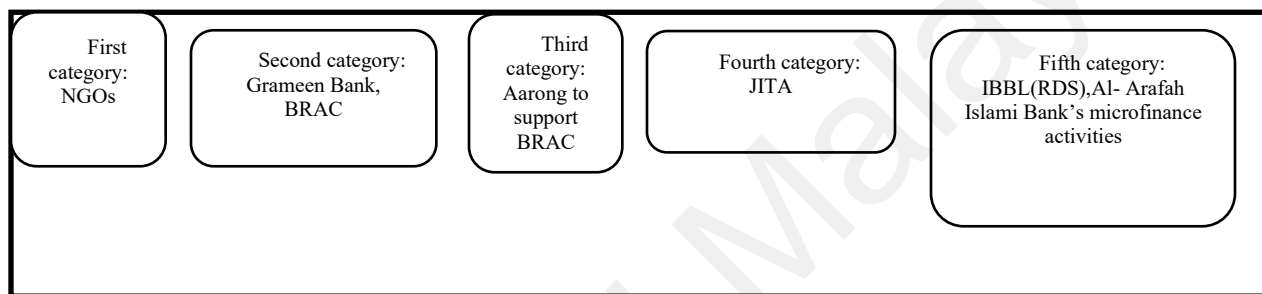 First
category:
NGOs
Second category:
Grameen Bank,
BRAC
Third
category:
Aarong to
support
BRAC
Fourth category:
JITA
Fifth category:
IBBL(RDS),Al- Arafah
Islami Bank’s microfinance
activities
Malay